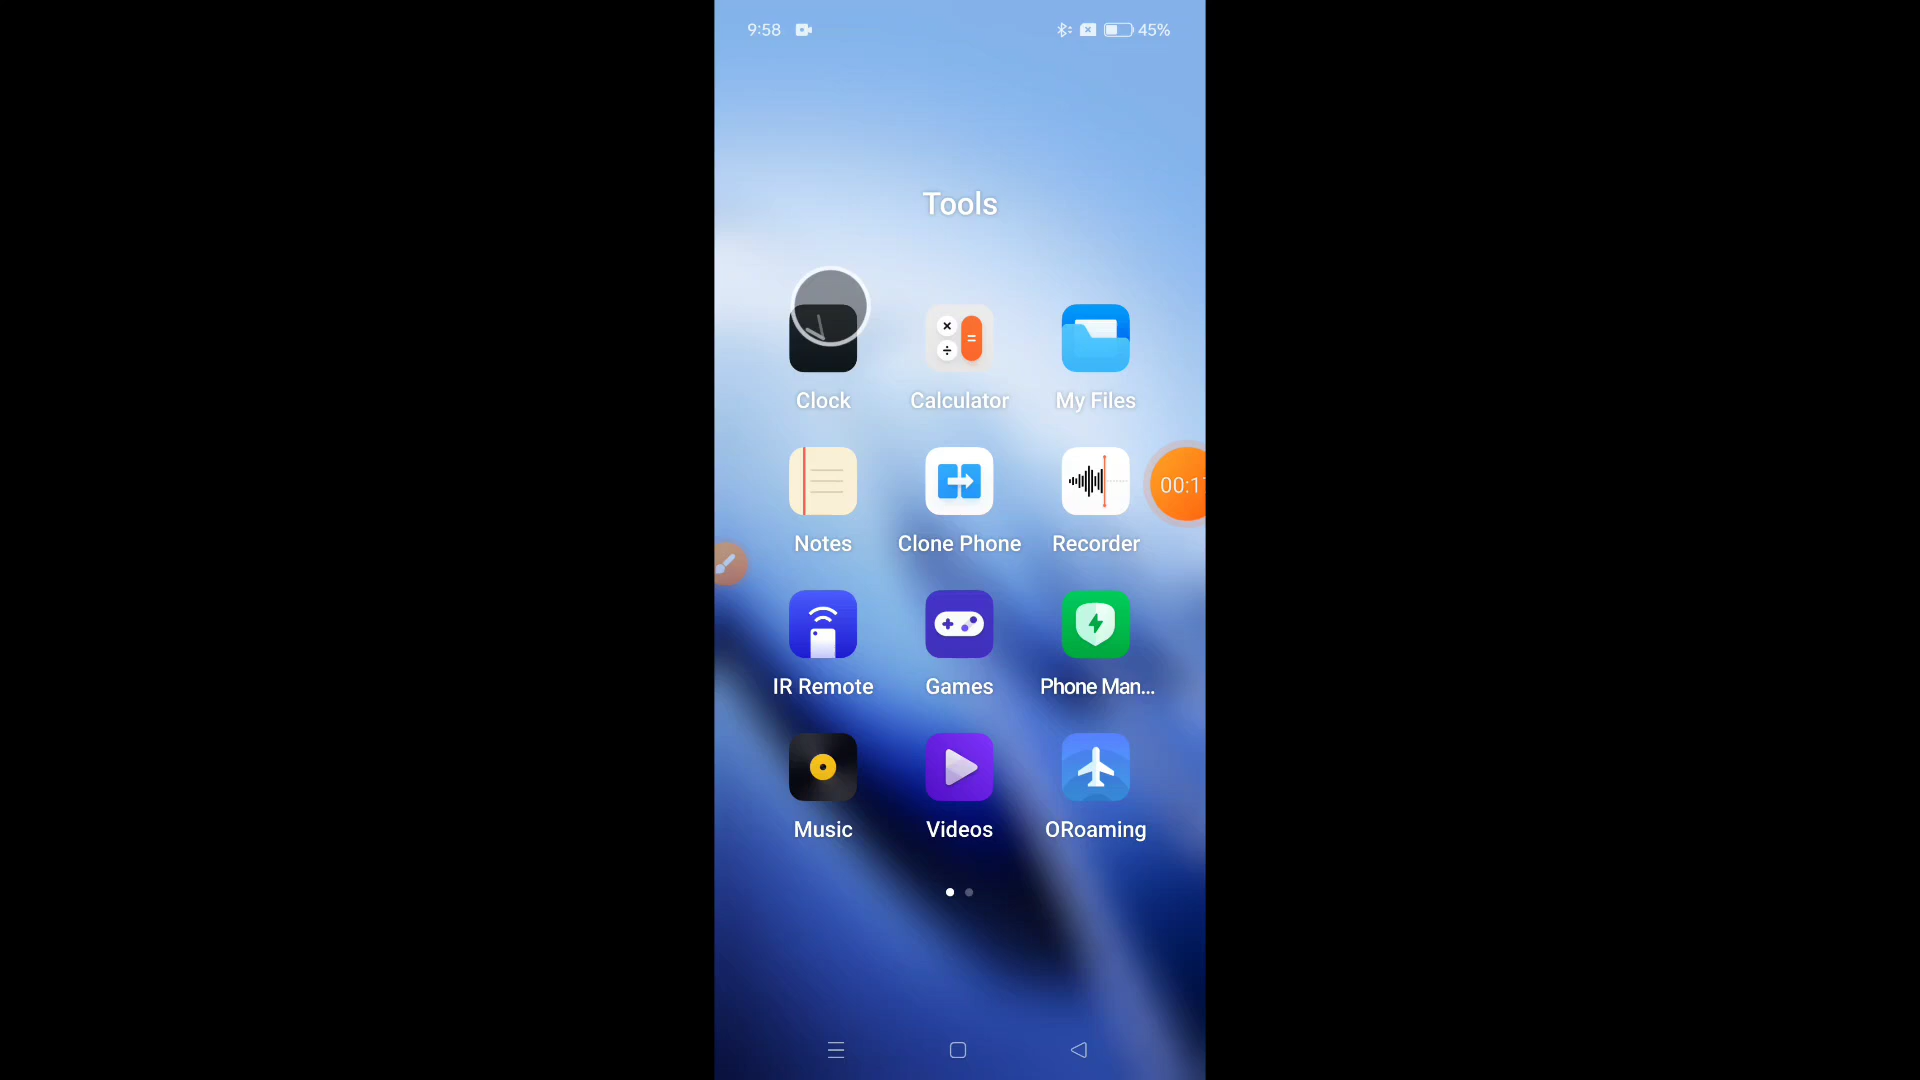 9:58 45%
Tools
Clock Calculator My Files
Notes Clone Phone Recorder
00:1
IR Remote Games Phone Man...
Music Videos ORoaming